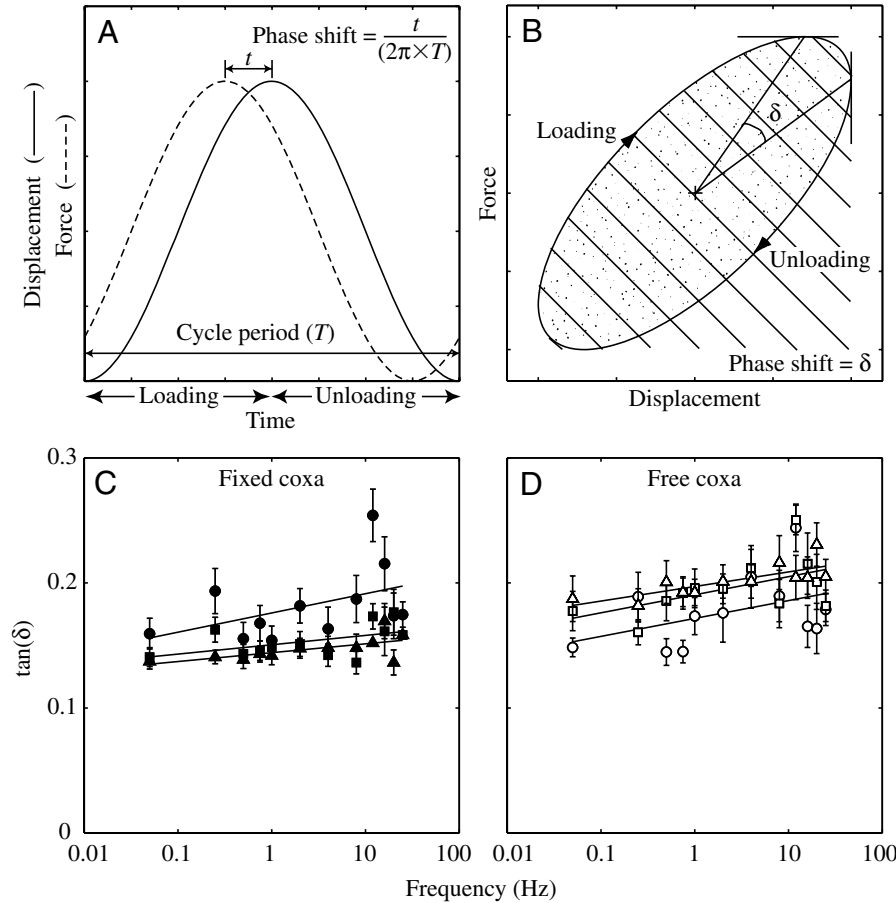 A
Phase shift = t/(2π×T)
t
Displacement (——)
Force (-----)
Cycle period (T)
Loading
Unloading
Time
B
δ
Loading
Unloading
Phase shift = δ
Force
Displacement
C
Fixed coxa
0.3
0.2
0.1
0
tan(δ)
0.01
0.1
1
10
100
D
Free coxa
0.1
1
10
100
Frequency (Hz)